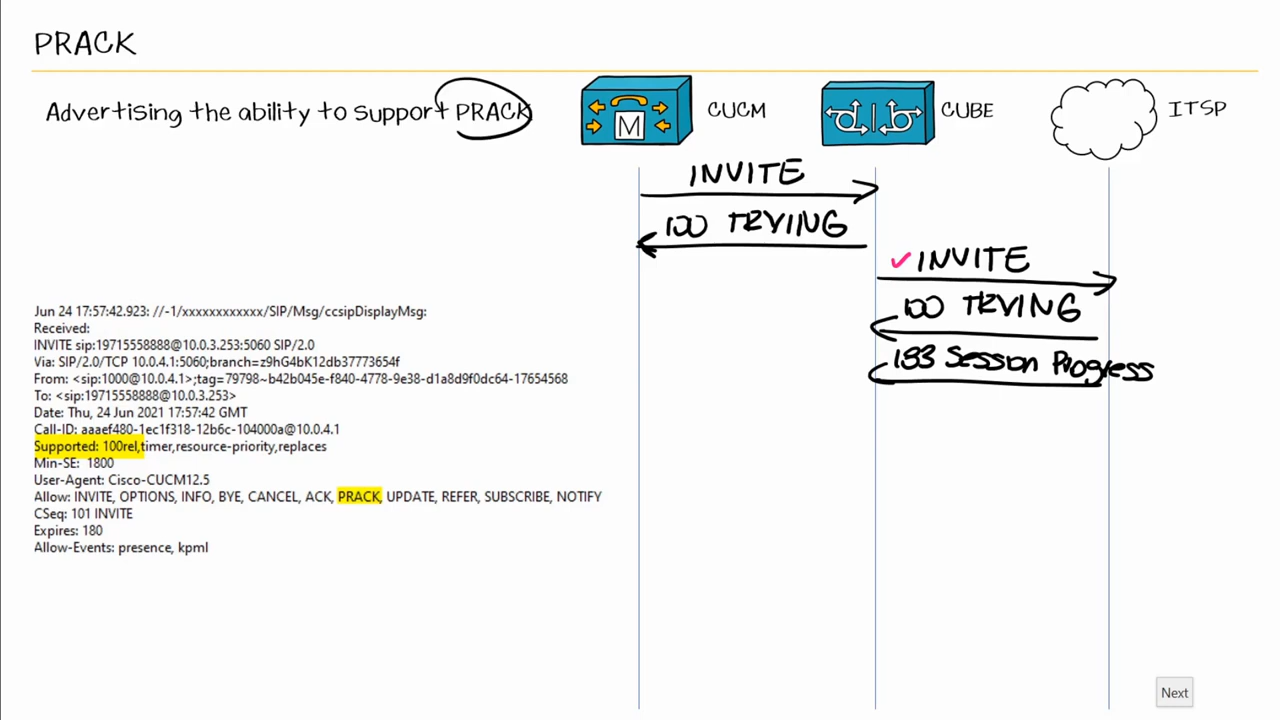 PRACK
Advertising the ability to support PRACK
M
CUCM
CUBE
ITSP
INVITE
100 TRYING
✓INVITE
100 TRYING
183 Session Progress
Jun 24 17:57:42.923: //-1/xxxxxxxxxxxx/SIP/Msg/ccsipDisplayMsg:
Received:
INVITE sip:19715558888@10.0.3.253:5060 SIP/2.0
Via: SIP/2.0/TCP 10.0.4.1:5060;branch=z9hG4bK12db37773654f
From: <sip:1000@10.0.4.1>;tag=79798~b42b045e-f840-4778-9e38-d1a8d9f0dc64-17654568
To: <sip:19715558888@10.0.3.253>
Date: Thu, 24 Jun 2021 17:57:42 GMT
Call-ID: aaaef480-1ec1f318-12b6c-104000a@10.0.4.1
Supported: 100rel,timer,resource-priority,replaces
Min-SE:  1800
User-Agent: Cisco-CUCM12.5
Allow: INVITE, OPTIONS, INFO, BYE, CANCEL, ACK, PRACK, UPDATE, REFER, SUBSCRIBE, NOTIFY
CSeq: 101 INVITE
Expires: 180
Allow-Events: presence, kpml
Next